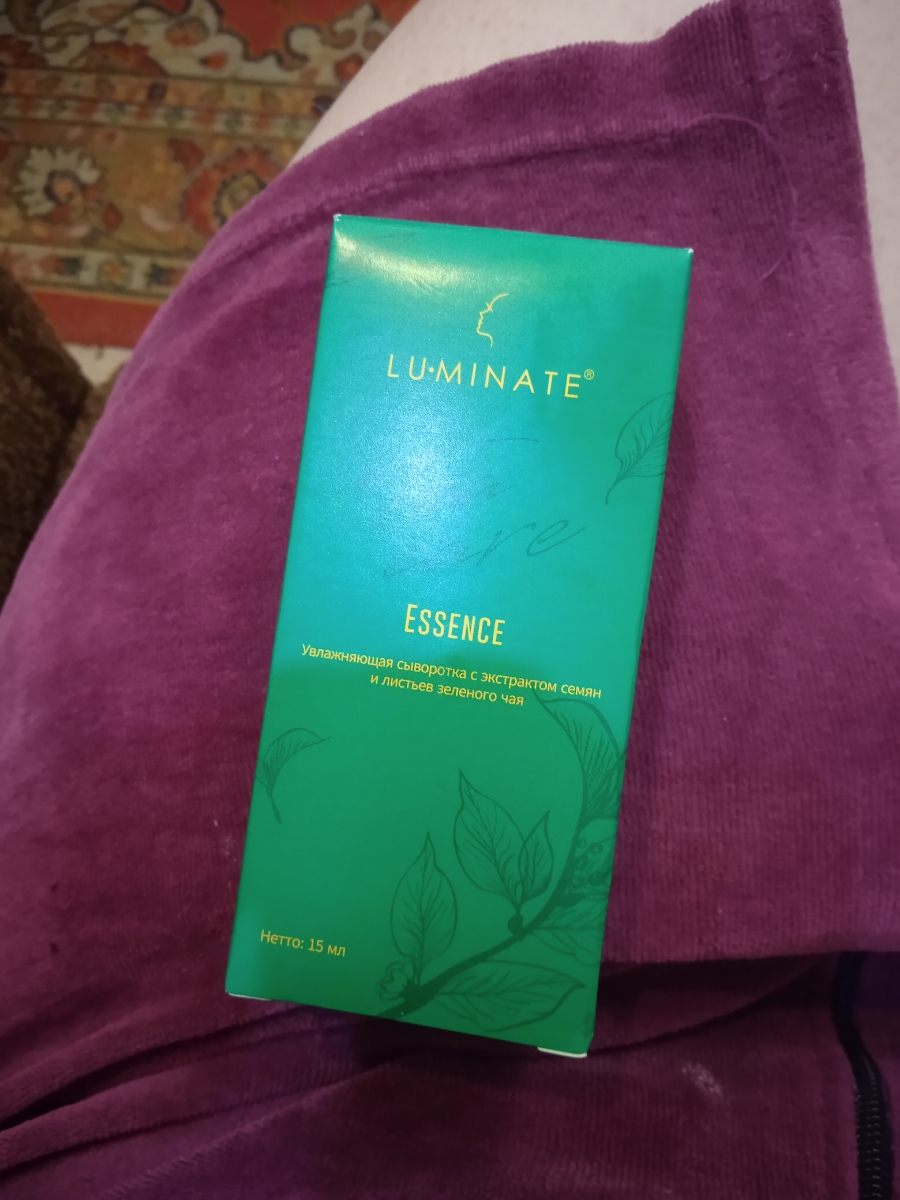 LU·MINATE®
Essence
Увлажняющая сыворотка с экстрактом семян
и листьев зеленого чая
Нетто: 15 мл